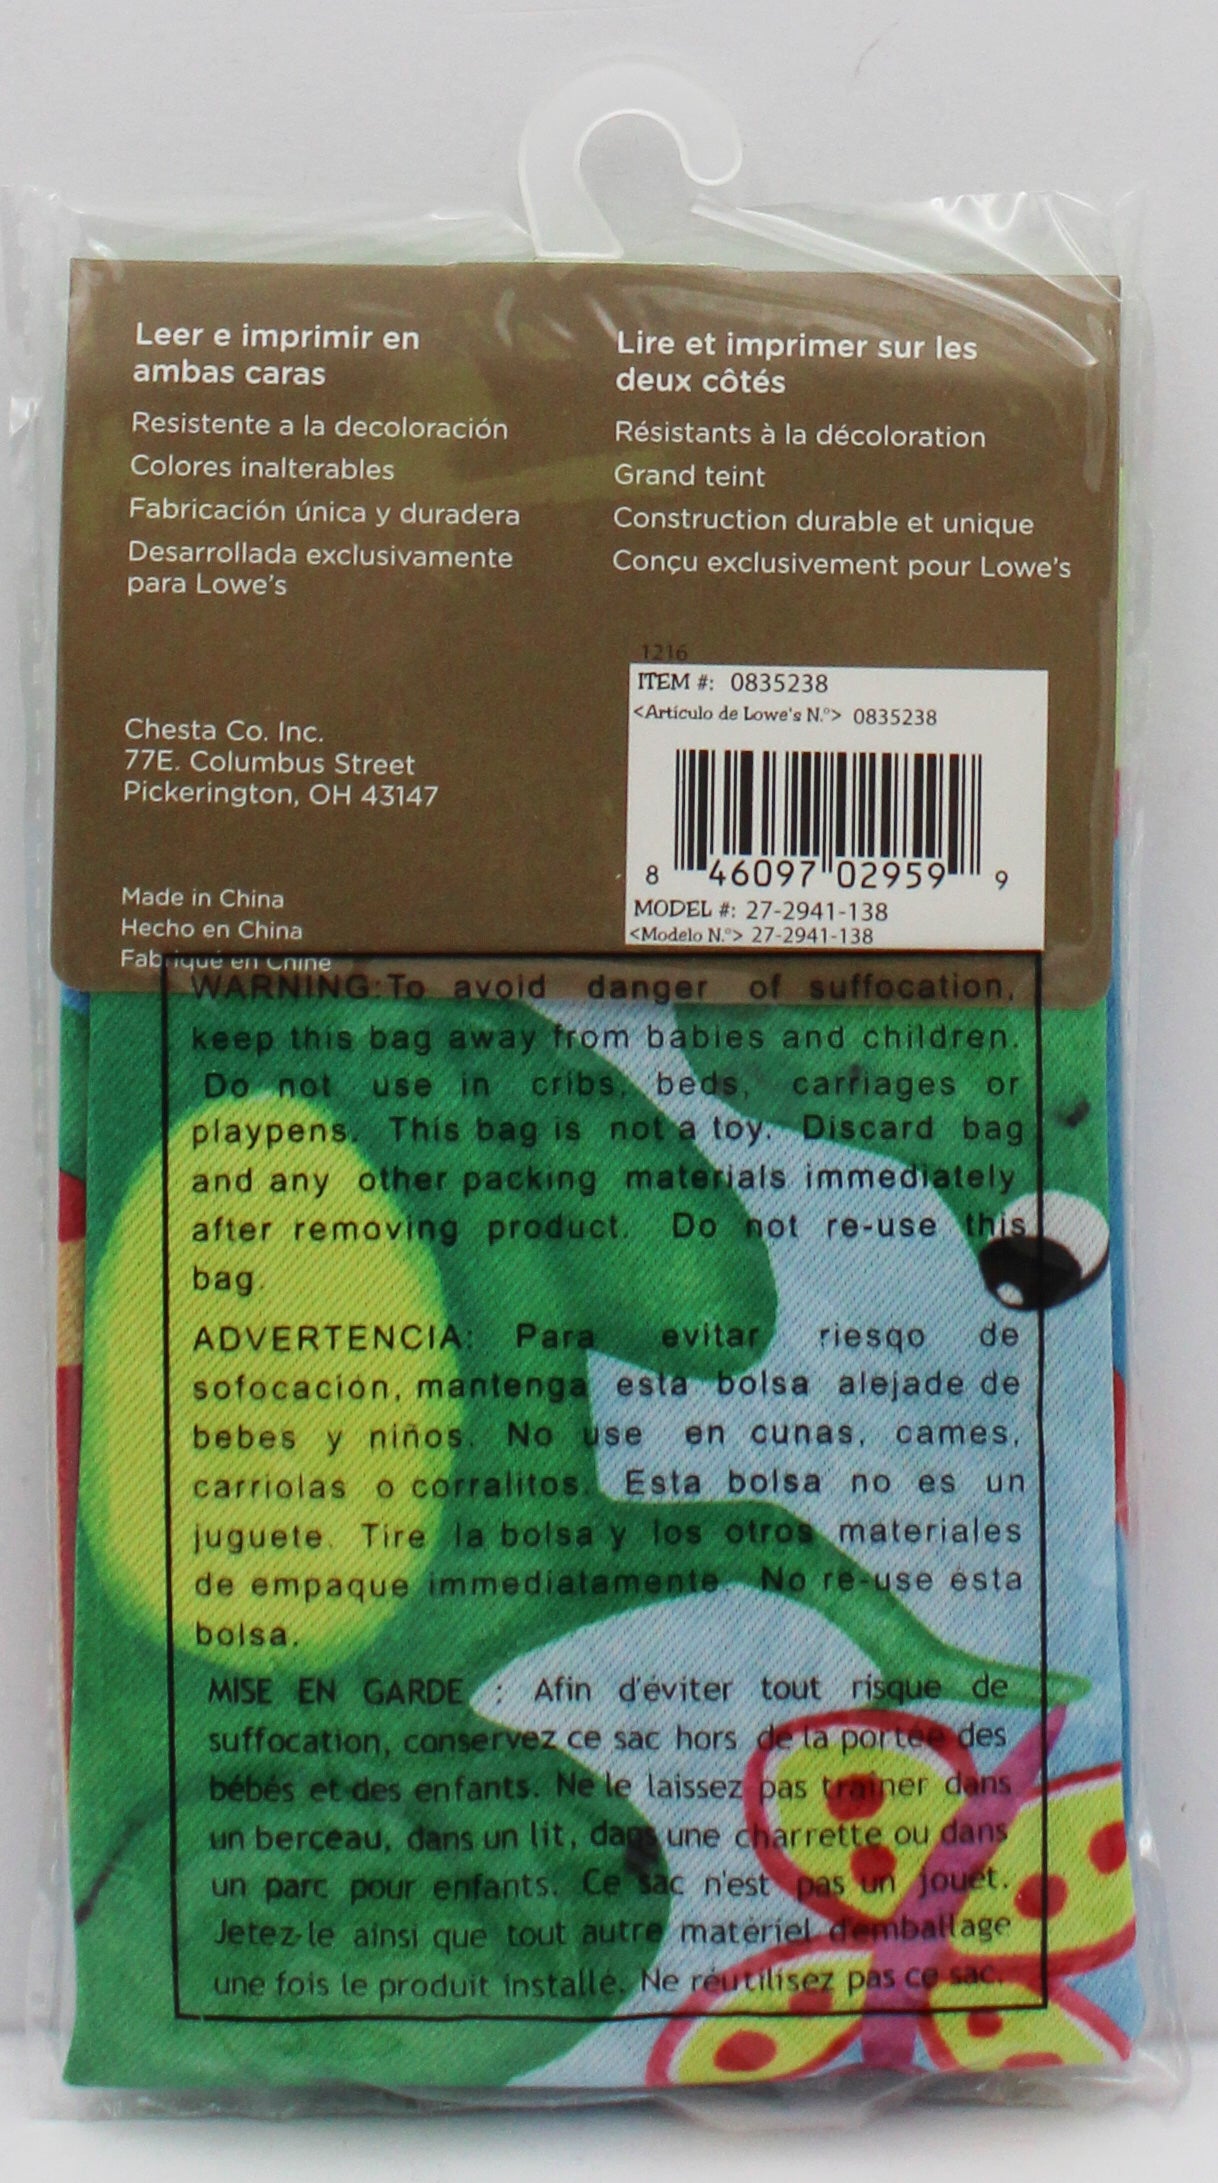 Leer e imprimir en
ambas caras
Resistente a la decoloración
Colores inalterables
Fabricación única y duradera
Desarrollada exclusivamente
para Lowe's
Lire et imprimer sur les
deux côtés
Résistants à la décoloration
Grand teint
Construction durable et unique
Conçu exclusivement pour Lowe's
Chesta Co. Inc.
77E. Columbus Street
Pickerington, OH 43147
Made in China
Hecho en China
Fabriqué en Chine
1216
ITEM #: 0835238
<Artículo de Lowe's N.°> 0835238
8 46097 02959 9
MODEL #: 27-2941-138
<Modelo N.°> 27-2941-138
WARNING:To avoid danger of suffocation,
keep this bag away from babies and children.
Do not use in cribs, beds, carriages or
playpens. This bag is not a toy. Discard bag
and any other packing materials immediately
after removing product. Do not re-use this
bag.
ADVERTENCIA: Para evitar riesqo de
sofocación, mantenga esta bolsa alejade de
bebes y niños. No use en cunas, cames,
carriolas o corralitos. Esta bolsa no es un
juguete. Tire la bolsa y los otros materiales
de empaque immediatamente. No re-use ésta
bolsa.
MISE EN GARDE : Afin d'éviter tout risque de
suffocation, conservez ce sac hors de la portée des
bébés et des enfants. Ne le laissez pas traîner dans
un berceau, dans un lit, dans une charrette ou dans
un parc pour enfants. Ce sac n'est pas un jouet.
Jetez-le ainsi que tout autre matériel d'emballage
une fois le produit installé. Ne réutilisez pas ce sac.